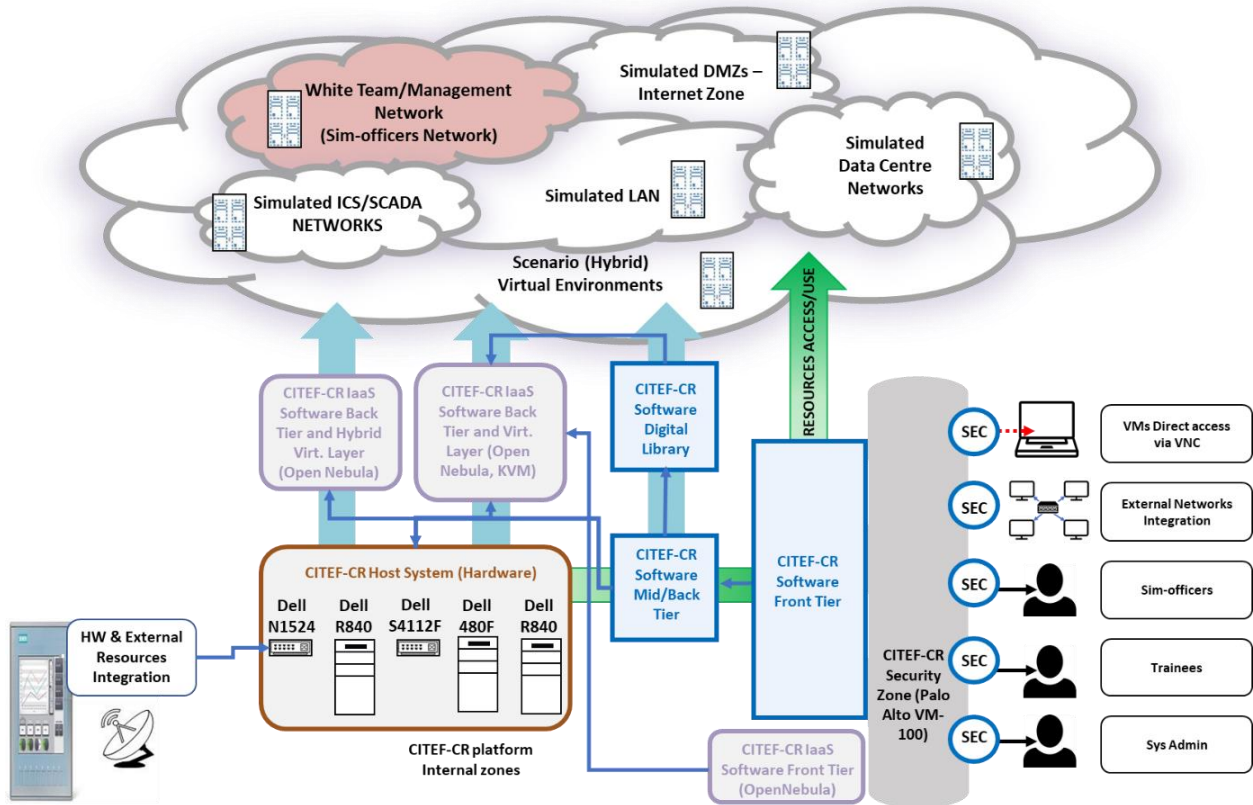 White Team/Management
Network
(Sim-officers Network)
Simulated DMZs –
Internet Zone
Simulated
Data Centre
Networks
Simulated ICS/SCADA
NETWORKS
Simulated LAN
Scenario (Hybrid)
Virtual Environments
RESOURCES ACCESS/USE
CITEF-CR IaaS
Software Back
Tier and Hybrid
Virt. Layer
(Open Nebula)
CITEF-CR IaaS
Software Back
Tier and Virt.
Layer (Open
Nebula, KVM)
CITEF-CR
Software
Digital
Library
CITEF-CR Host System (Hardware)
Dell
N1524
Dell
R840
Dell
S4112F
Dell
480F
Dell
R840
CITEF-CR
Software
Mid/Back
Tier
CITEF-CR
Software
Front Tier
HW & External
Resources
Integration
CITEF-CR platform
Internal zones
CITEF-CR IaaS
Software Front Tier
(OpenNebula)
CITEF-CR
Security
Zone (Palo
Alto VM-
100)
SEC
VMs Direct access
via VNC
SEC
External Networks
Integration
SEC
Sim-officers
SEC
Trainees
SEC
Sys Admin